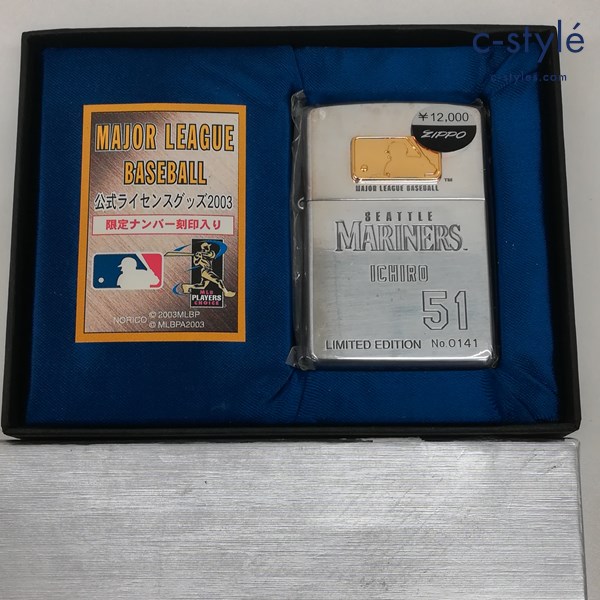 c-stylé
c-styles.com
MAJOR LEAGUE
BASEBALL
公式ライセンスグッズ2003
限定ナンバー刻印入り
MLB
PLAYERS
CHOICE
NORICO © 2003MLBP
© MLBPA2003
¥12,000
ZIPPO
MAJOR LEAGUE BASEBALL™
SEATTLE
MARINERS™
ICHIRO
51
LIMITED EDITION No.0141